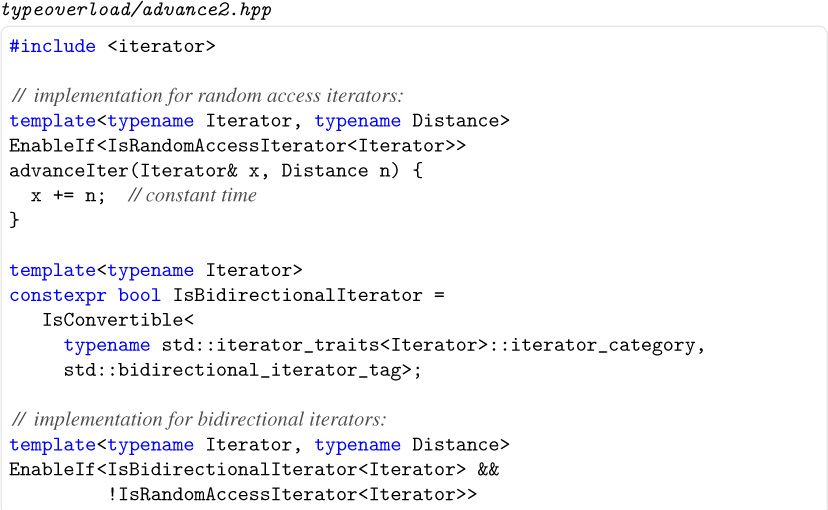 typeoverload/advance2.hpp
#include <iterator>
// implementation for random access iterators:
template<typename Iterator, typename Distance>
EnableIf<IsRandomAccessIterator<Iterator>>
advanceIter(Iterator& x, Distance n) {
  x += n;  // constant time
}
template<typename Iterator>
constexpr bool IsBidirectionalIterator =
   IsConvertible<
     typename std::iterator_traits<Iterator>::iterator_category,
     std::bidirectional_iterator_tag>;
// implementation for bidirectional iterators:
template<typename Iterator, typename Distance>
EnableIf<IsBidirectionalIterator<Iterator> &&
         !IsRandomAccessIterator<Iterator>>